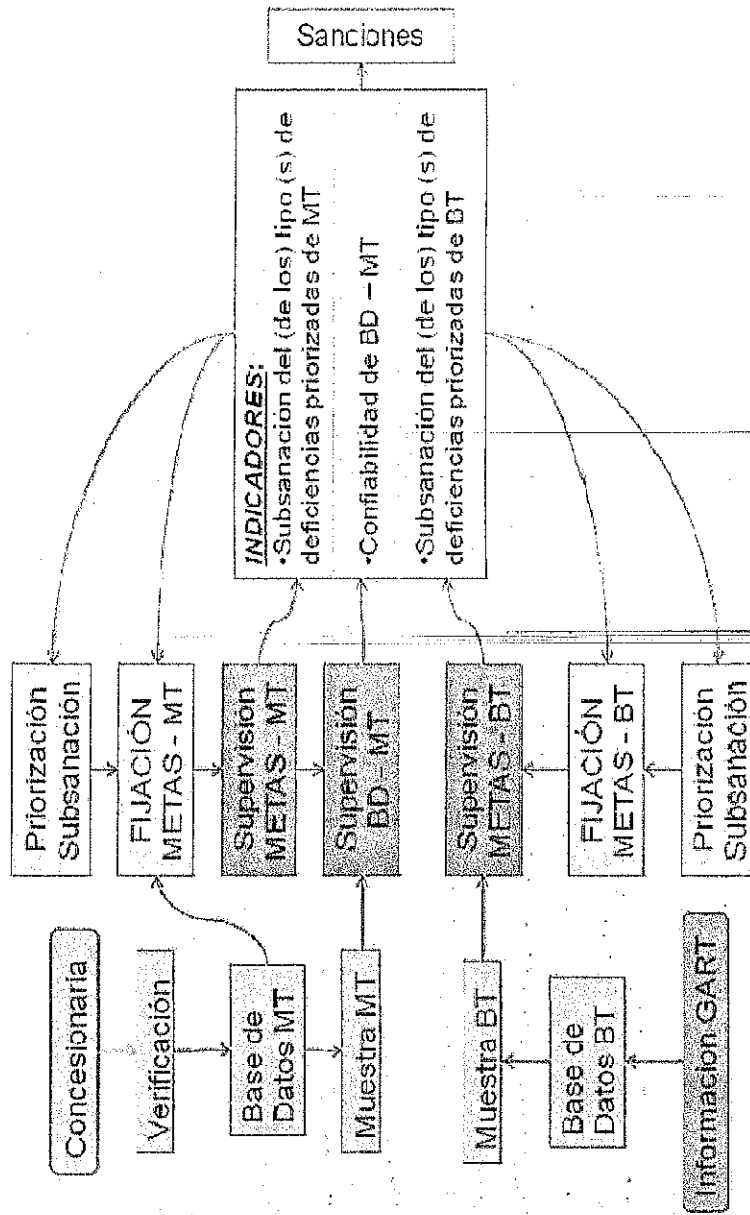 Concesionaria
Verificación
Base de
Datos MT
Muestra MT
Muestra BT
Base de
Datos BT
Informacion GART
Priorización
Subsanación
FIJACIÓN
METAS - MT
Supervisión
METAS - MT
Supervisión
BD - MT
Supervisión
METAS - BT
FIJACIÓN
METAS - BT
Priorización
Subsanación
INDICADORES:
•Subsanación del (de los) tipo (s) de
deficiencias priorizadas de MT
•Confiabilidad de BD – MT
•Subsanación del (de los) tipo (s) de
deficiencias priorizadas de BT
Sanciones